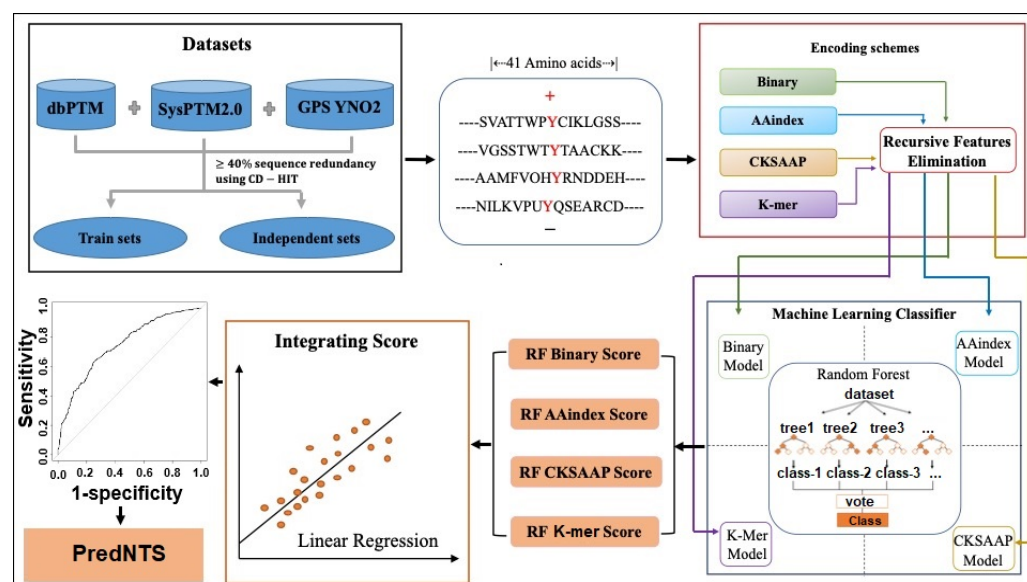 Datasets
dbPTM
SysPTM2.0
GPS YNO2
≥ 40% sequence redundancy
using CD − HIT
Train sets
Independent sets
|<--41 Amino acids-->|
+
----SVATTWPYCIKLGSS----
----VGSSTWTYTAACKK----
----AAMFVOHYRNDDEH----
----NILKVPUYQSEARCD----
−
Encoding schemes
Binary
AAindex
CKSAAP
K-mer
Recursive Features
Elimination
Machine Learning Classifier
Binary
Model
AAindex
Model
Random Forest
dataset
tree1 tree2 tree3 ...
class-1 class-2 class-3 ...
vote
Class
K-Mer
Model
CKSAAP
Model
RF Binary Score
RF AAindex Score
RF CKSAAP Score
RF K-mer Score
Integrating Score
Linear Regression
Sensitivity
0.0 0.2 0.4 0.6 0.8 1.0
0.0 0.2 0.4 0.6 0.8 1.0
1-specificity
PredNTS